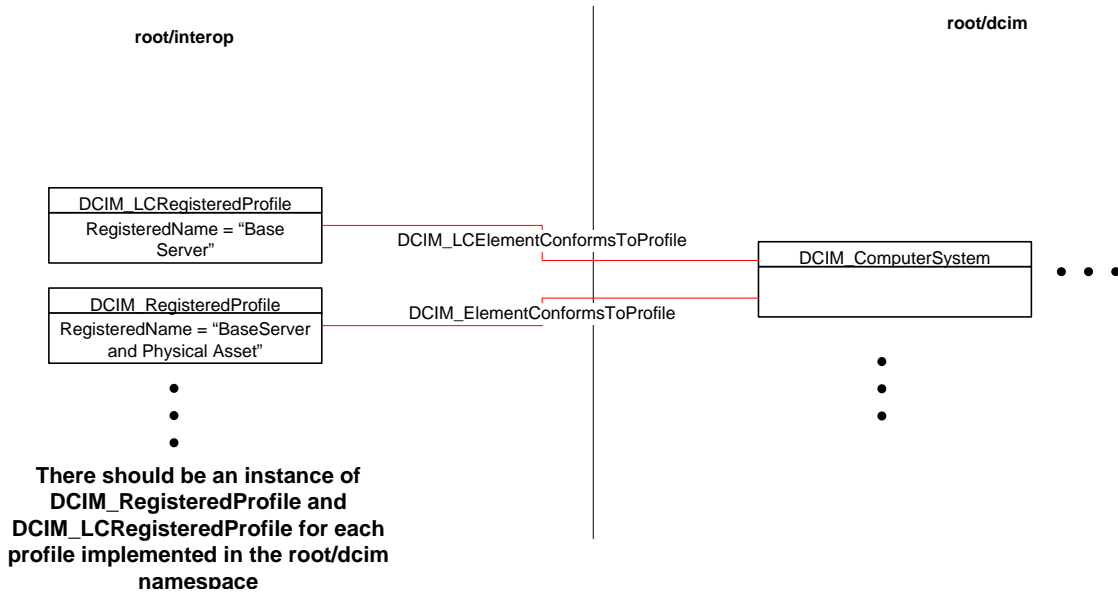 root/interop
root/dcim
DCIM_LCRegisteredProfile
RegisteredName = “Base
Server”
DCIM_LCElementConformsToProfile
DCIM_ComputerSystem
DCIM_RegisteredProfile
RegisteredName = “BaseServer
and Physical Asset”
DCIM_ElementConformsToProfile
There should be an instance of
DCIM_RegisteredProfile and
DCIM_LCRegisteredProfile for each
profile implemented in the root/dcim
namespace